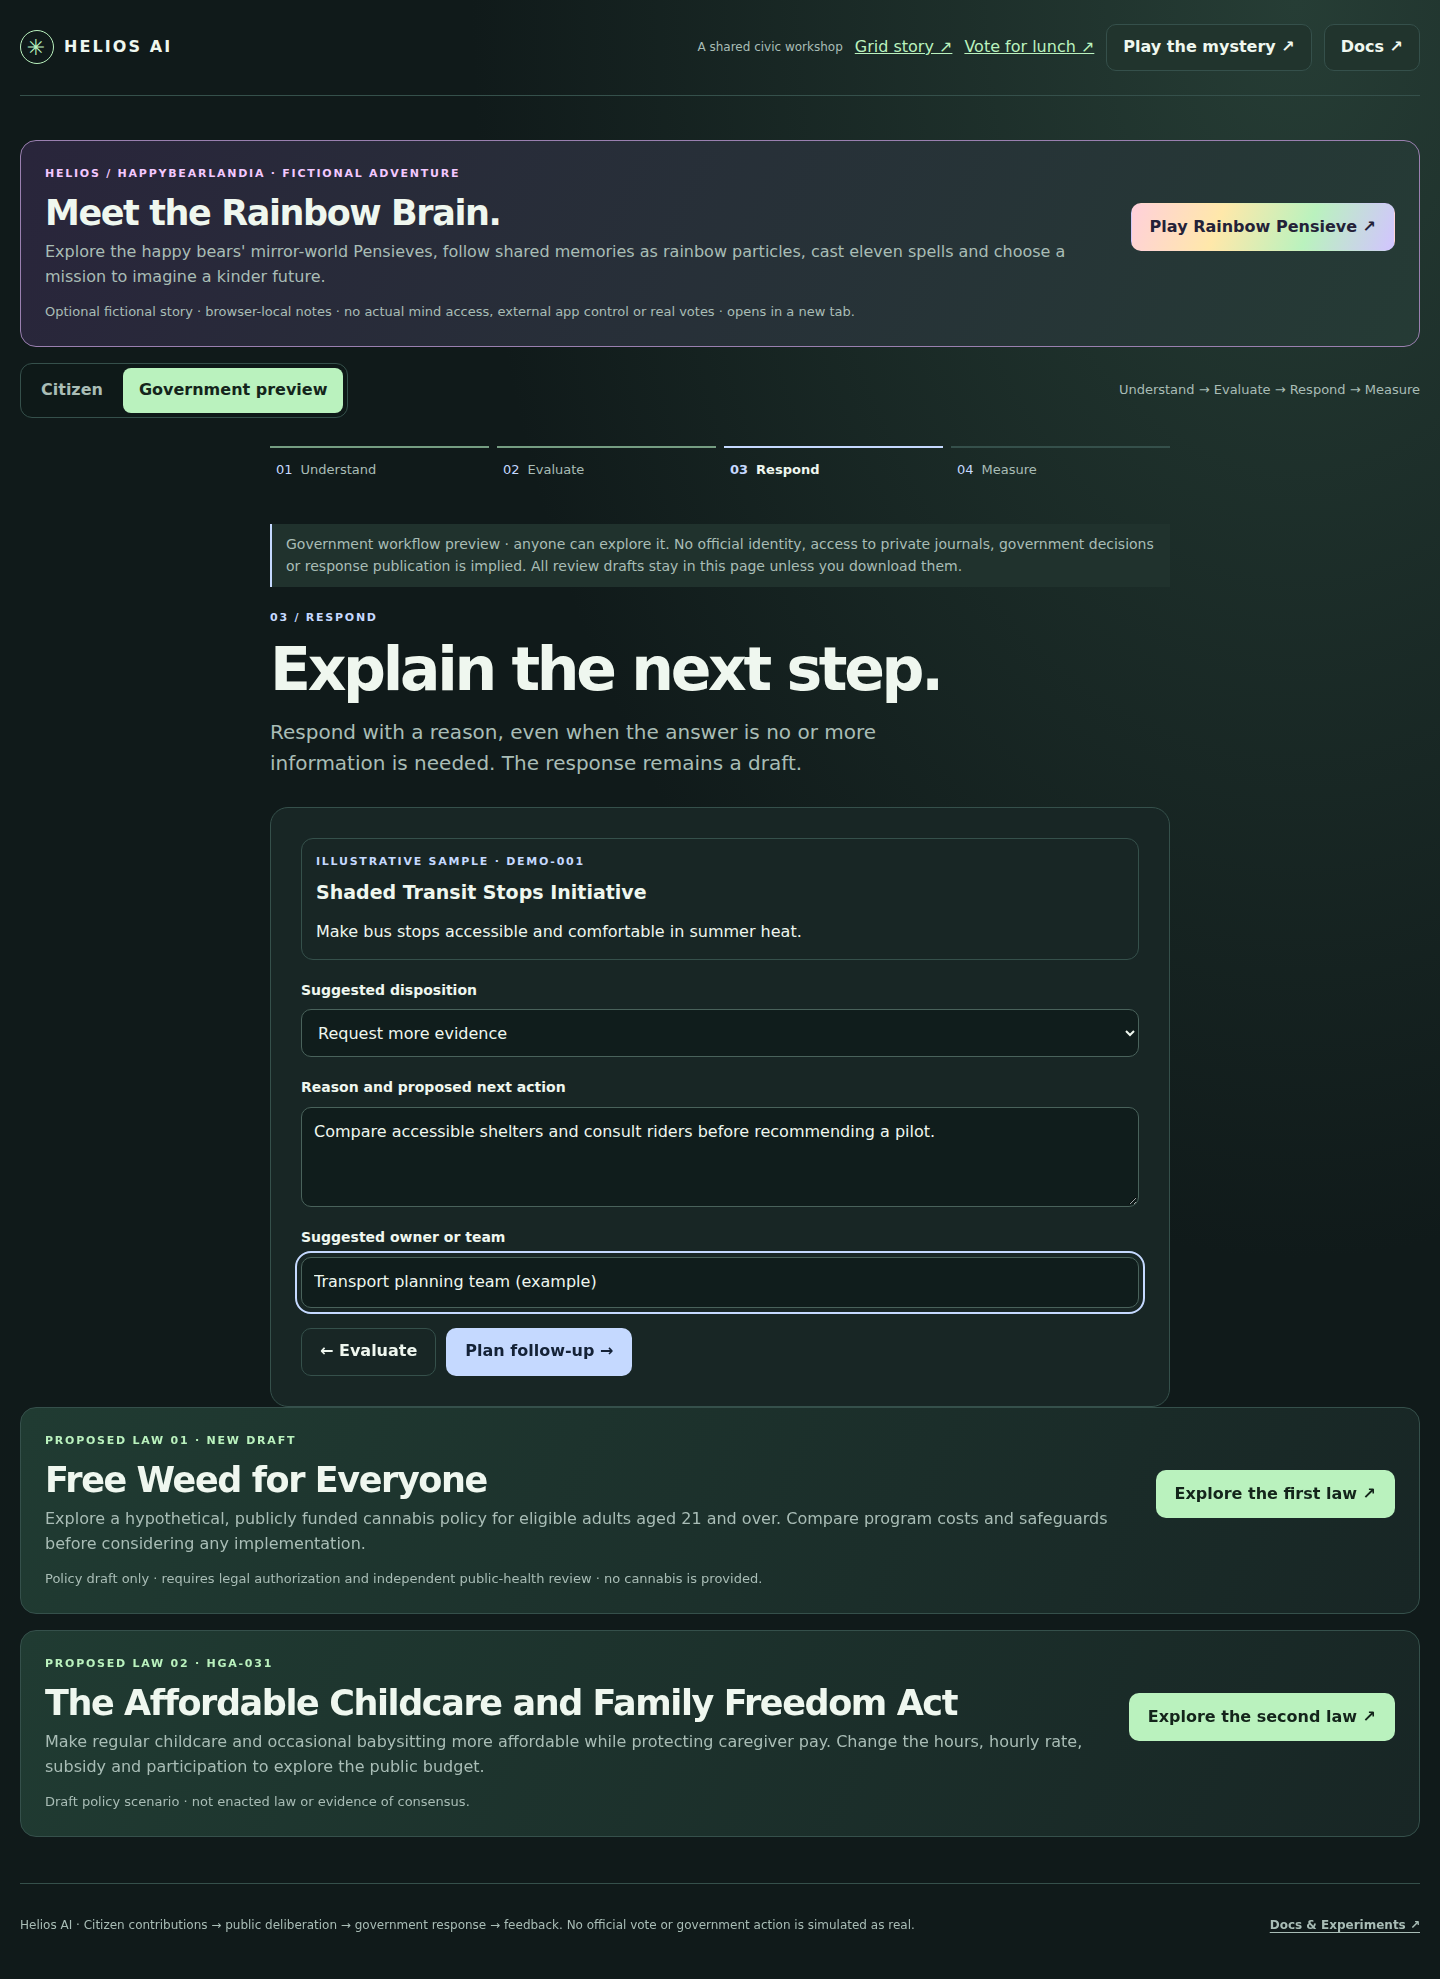 HELIOS AI
A shared civic workshop Grid story ↗ Vote for lunch ↗ Play the mystery ↗ Docs ↗
HELIOS / HAPPYBEARLANDIA · FICTIONAL ADVENTURE
Meet the Rainbow Brain.
Explore the happy bears' mirror-world Pensieves, follow shared memories as rainbow particles, cast eleven spells and choose a
mission to imagine a kinder future.
Optional fictional story · browser-local notes · no actual mind access, external app control or real votes · opens in a new tab.
Play Rainbow Pensieve ↗
Citizen Government preview
Understand → Evaluate → Respond → Measure
01 Understand 02 Evaluate 03 Respond 04 Measure
Government workflow preview · anyone can explore it. No official identity, access to private journals, government decisions
or response publication is implied. All review drafts stay in this page unless you download them.
03 / RESPOND
Explain the next step.
Respond with a reason, even when the answer is no or more
information is needed. The response remains a draft.
ILLUSTRATIVE SAMPLE · DEMO-001
Shaded Transit Stops Initiative
Make bus stops accessible and comfortable in summer heat.
Suggested disposition
Request more evidence
Reason and proposed next action
Compare accessible shelters and consult riders before recommending a pilot.
Suggested owner or team
Transport planning team (example)
← Evaluate Plan follow-up →
PROPOSED LAW 01 · NEW DRAFT
Free Weed for Everyone
Explore a hypothetical, publicly funded cannabis policy for eligible adults aged 21 and over. Compare program costs and safeguards
before considering any implementation.
Policy draft only · requires legal authorization and independent public-health review · no cannabis is provided.
Explore the first law ↗
PROPOSED LAW 02 · HGA-031
The Affordable Childcare and Family Freedom Act
Make regular childcare and occasional babysitting more affordable while protecting caregiver pay. Change the hours, hourly rate,
subsidy and participation to explore the public budget.
Draft policy scenario · not enacted law or evidence of consensus.
Explore the second law ↗
Helios AI · Citizen contributions → public deliberation → government response → feedback. No official vote or government action is simulated as real.
Docs & Experiments ↗